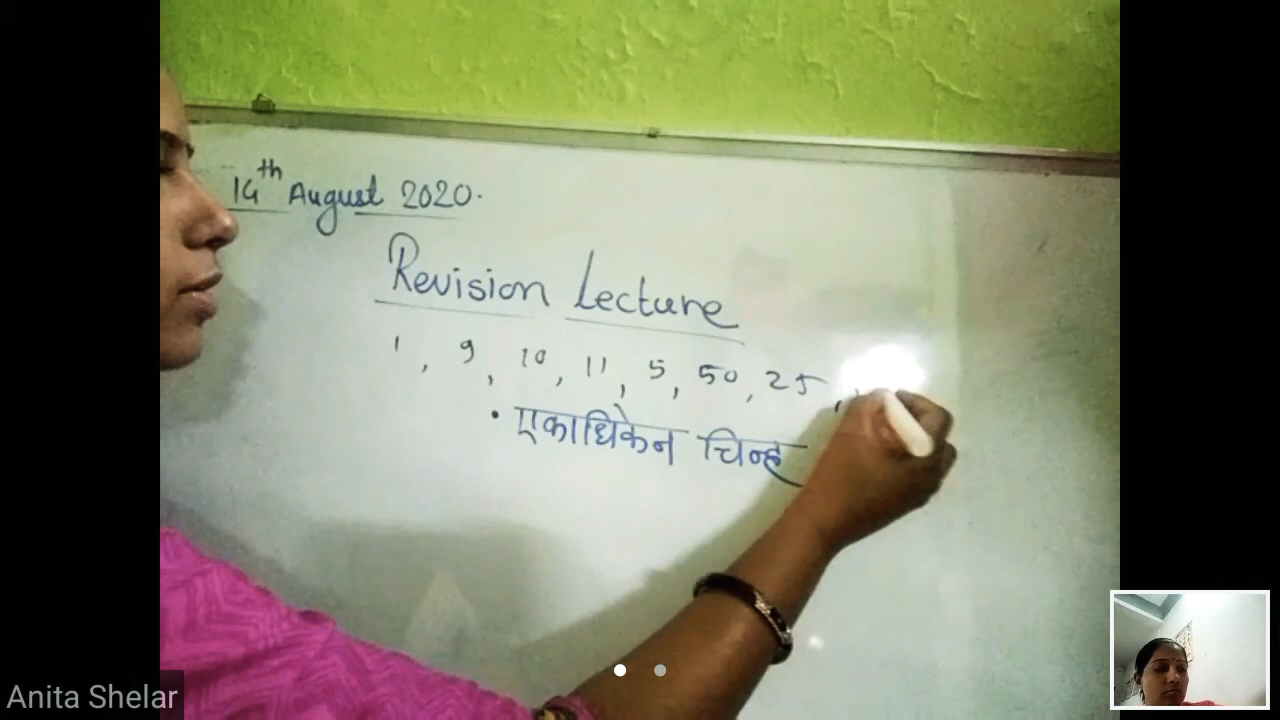 14th August 2020.
Revision Lecture
1, 9, 10, 11, 5, 50, 25,
• एकाधिकेन चिन्ह
Anita Shelar